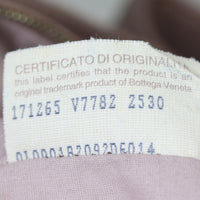 CERTIFICATO DI ORIGINALITA
this label certifies that the product is an
original trademark product of Bottega Veneta
171265 V7782 2530